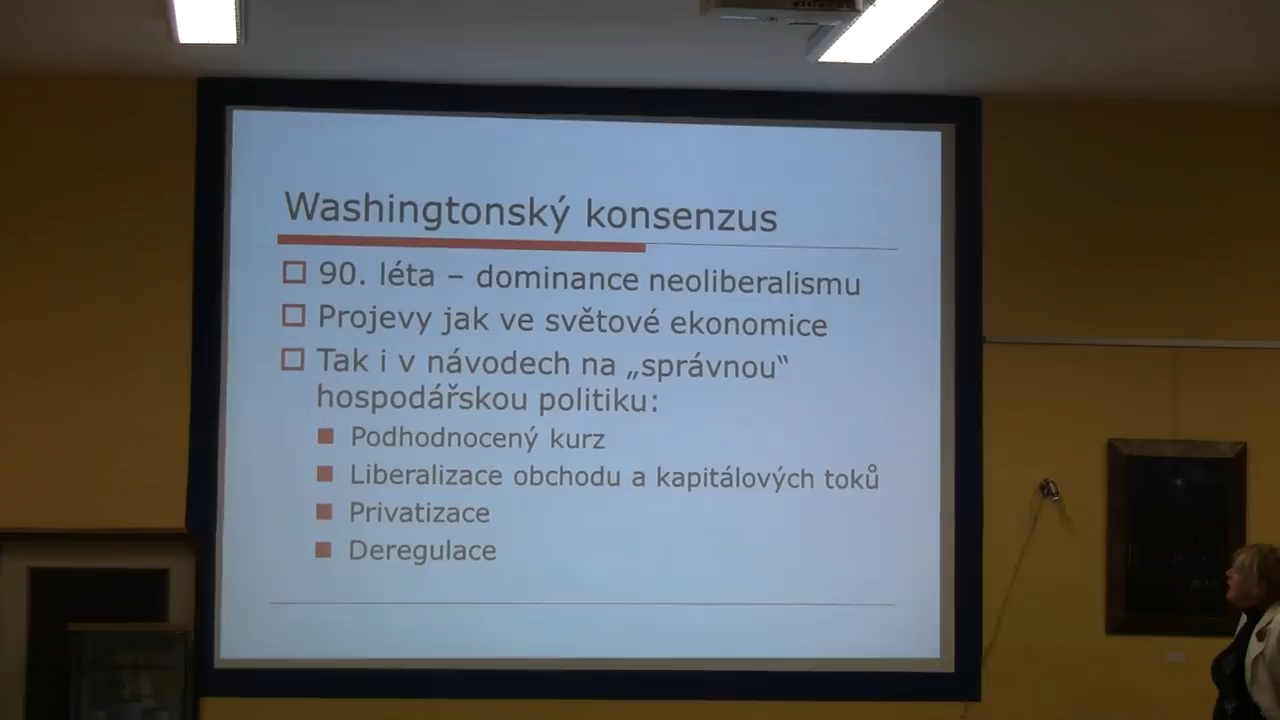 Washingtonský konsenzus
90. léta – dominance neoliberalismu
Projevy jak ve světové ekonomice
Tak i v návodech na „správnou“
hospodářskou politiku:
Podhodnocený kurz
Liberalizace obchodu a kapitálových toků
Privatizace
Deregulace